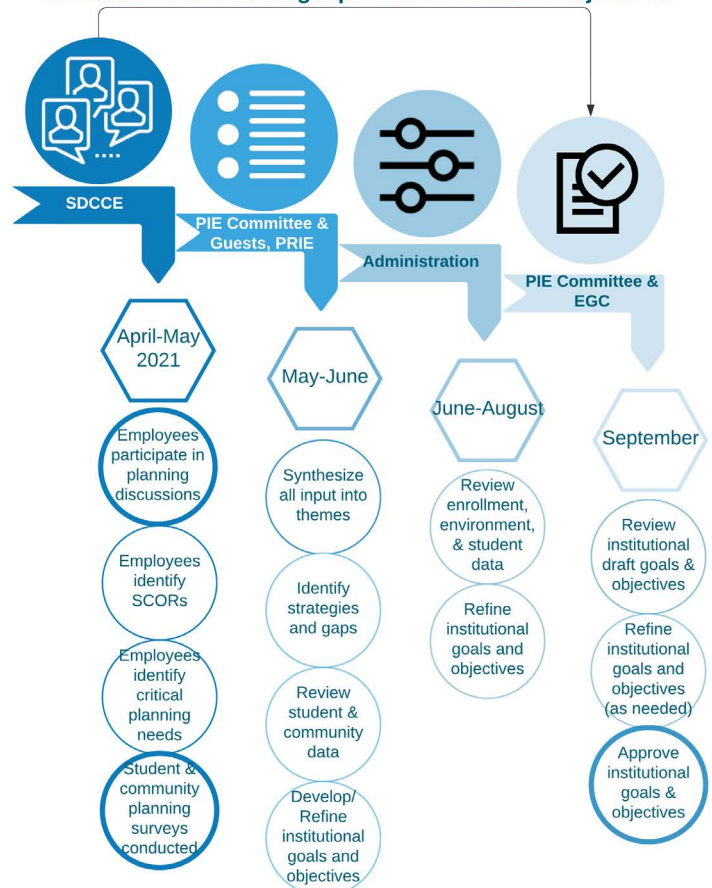 SDCCE
PIE Committee &
Guests, PRIE
Administration
PIE Committee &
EGC
April-May
2021
Employees
participate in
planning
discussions
Employees
identify
SCORs
Employees
identify
critical
planning
needs
Student &
community
planning
surveys
conducted
May-June
Synthesize
all input into
themes
Identify
strategies
and gaps
Review
student &
community
data
Develop/
Refine
institutional
goals and
objectives
June-August
Review
enrollment,
environment,
& student
data
Refine
institutional
goals and
objectives
September
Review
institutional
draft goals &
objectives
Refine
institutional
goals and
objectives
(as needed)
Approve
institutional
goals &
objectives